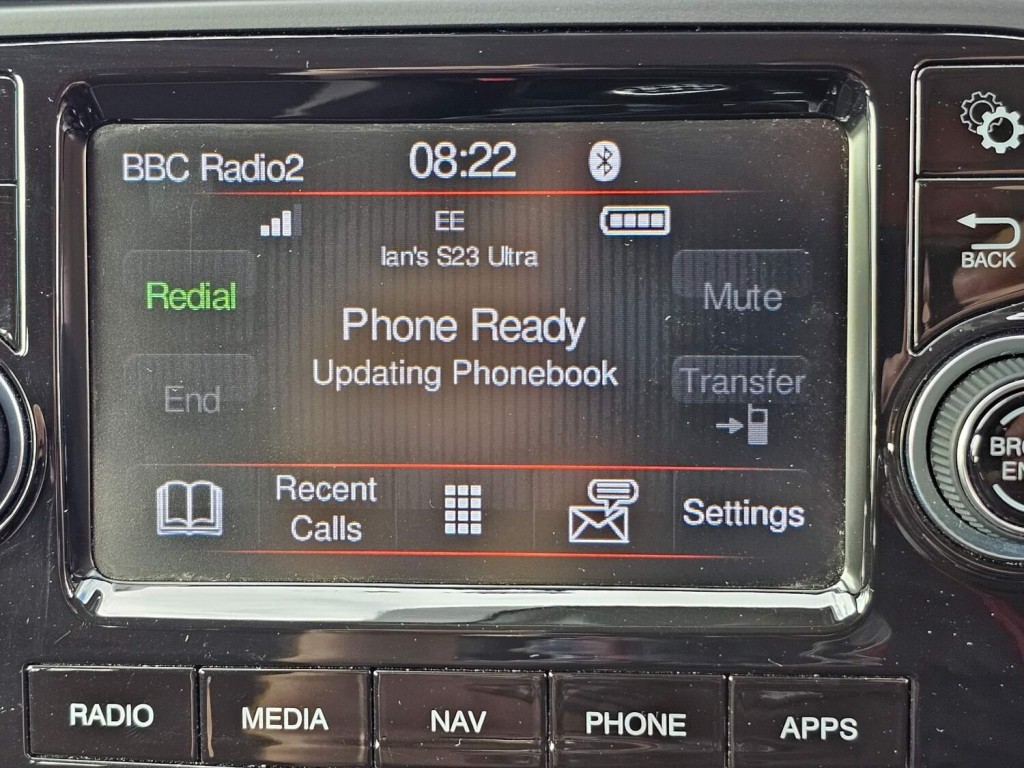 BBC Radio2 08:22
EE
Ian's S23 Ultra
Redial
Mute
Phone Ready
Updating Phonebook
End
Transfer
Recent
Calls
Settings
BACK
RADIO MEDIA NAV PHONE APPS